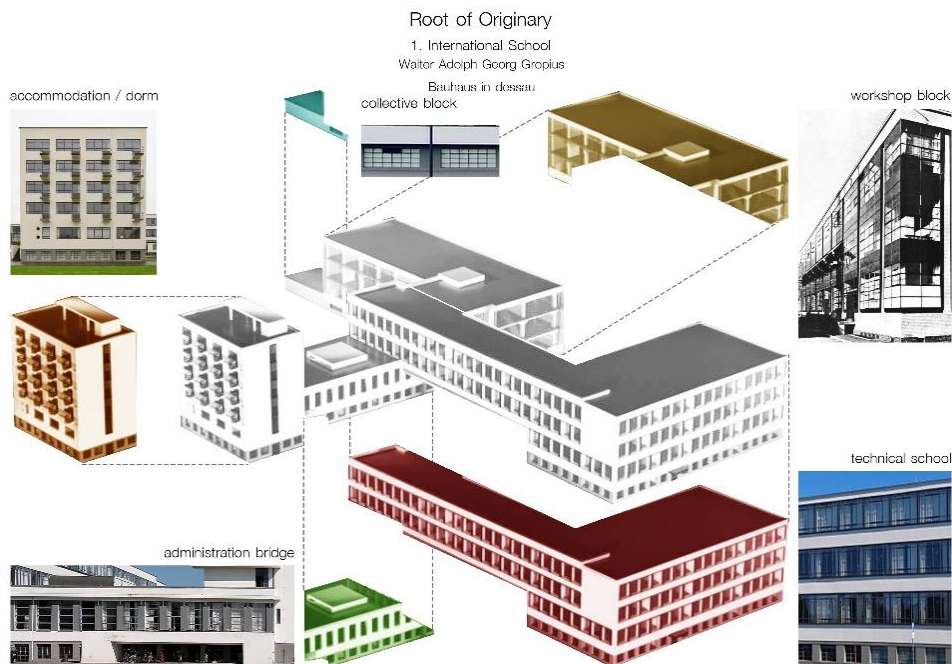 Root of Originary
1. International School
Walter Adolph Georg Gropius
Bauhaus in dessau
accommodation / dorm
collective block
workshop block
technical school
administration bridge